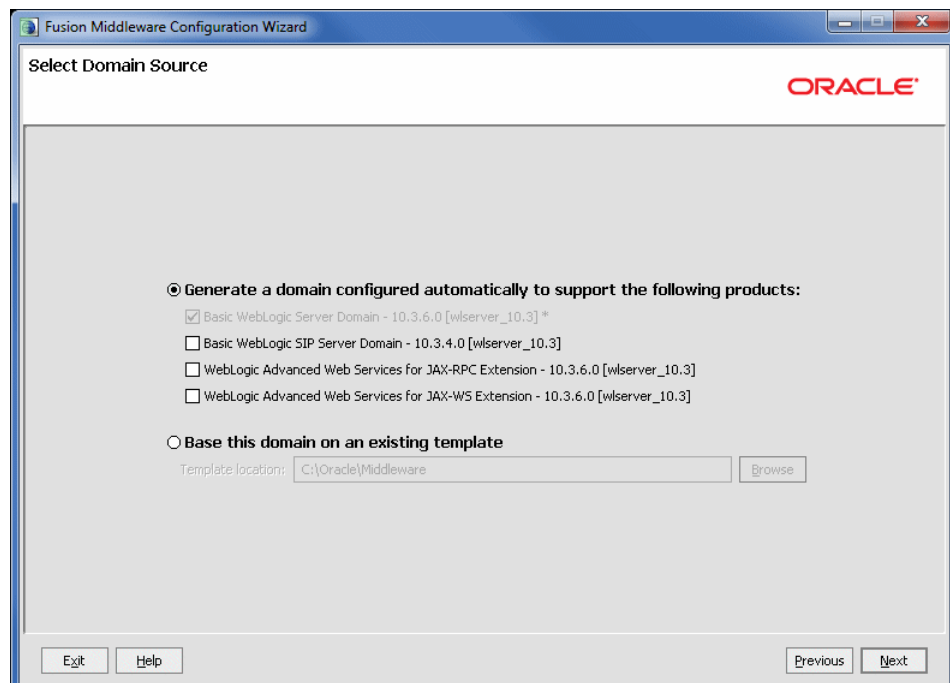 Fusion Middleware Configuration Wizard
Select Domain Source
ORACLE
Generate a domain configured automatically to support the following products:
Basic WebLogic Server Domain - 10.3.6.0 [wlserver_10.3] *
Basic WebLogic SIP Server Domain - 10.3.4.0 [wlserver_10.3]
WebLogic Advanced Web Services for JAX-RPC Extension - 10.3.6.0 [wlserver_10.3]
WebLogic Advanced Web Services for JAX-WS Extension - 10.3.6.0 [wlserver_10.3]
Base this domain on an existing template
Template location: C:\Oracle\Middleware Browse
Exit Help Previous Next